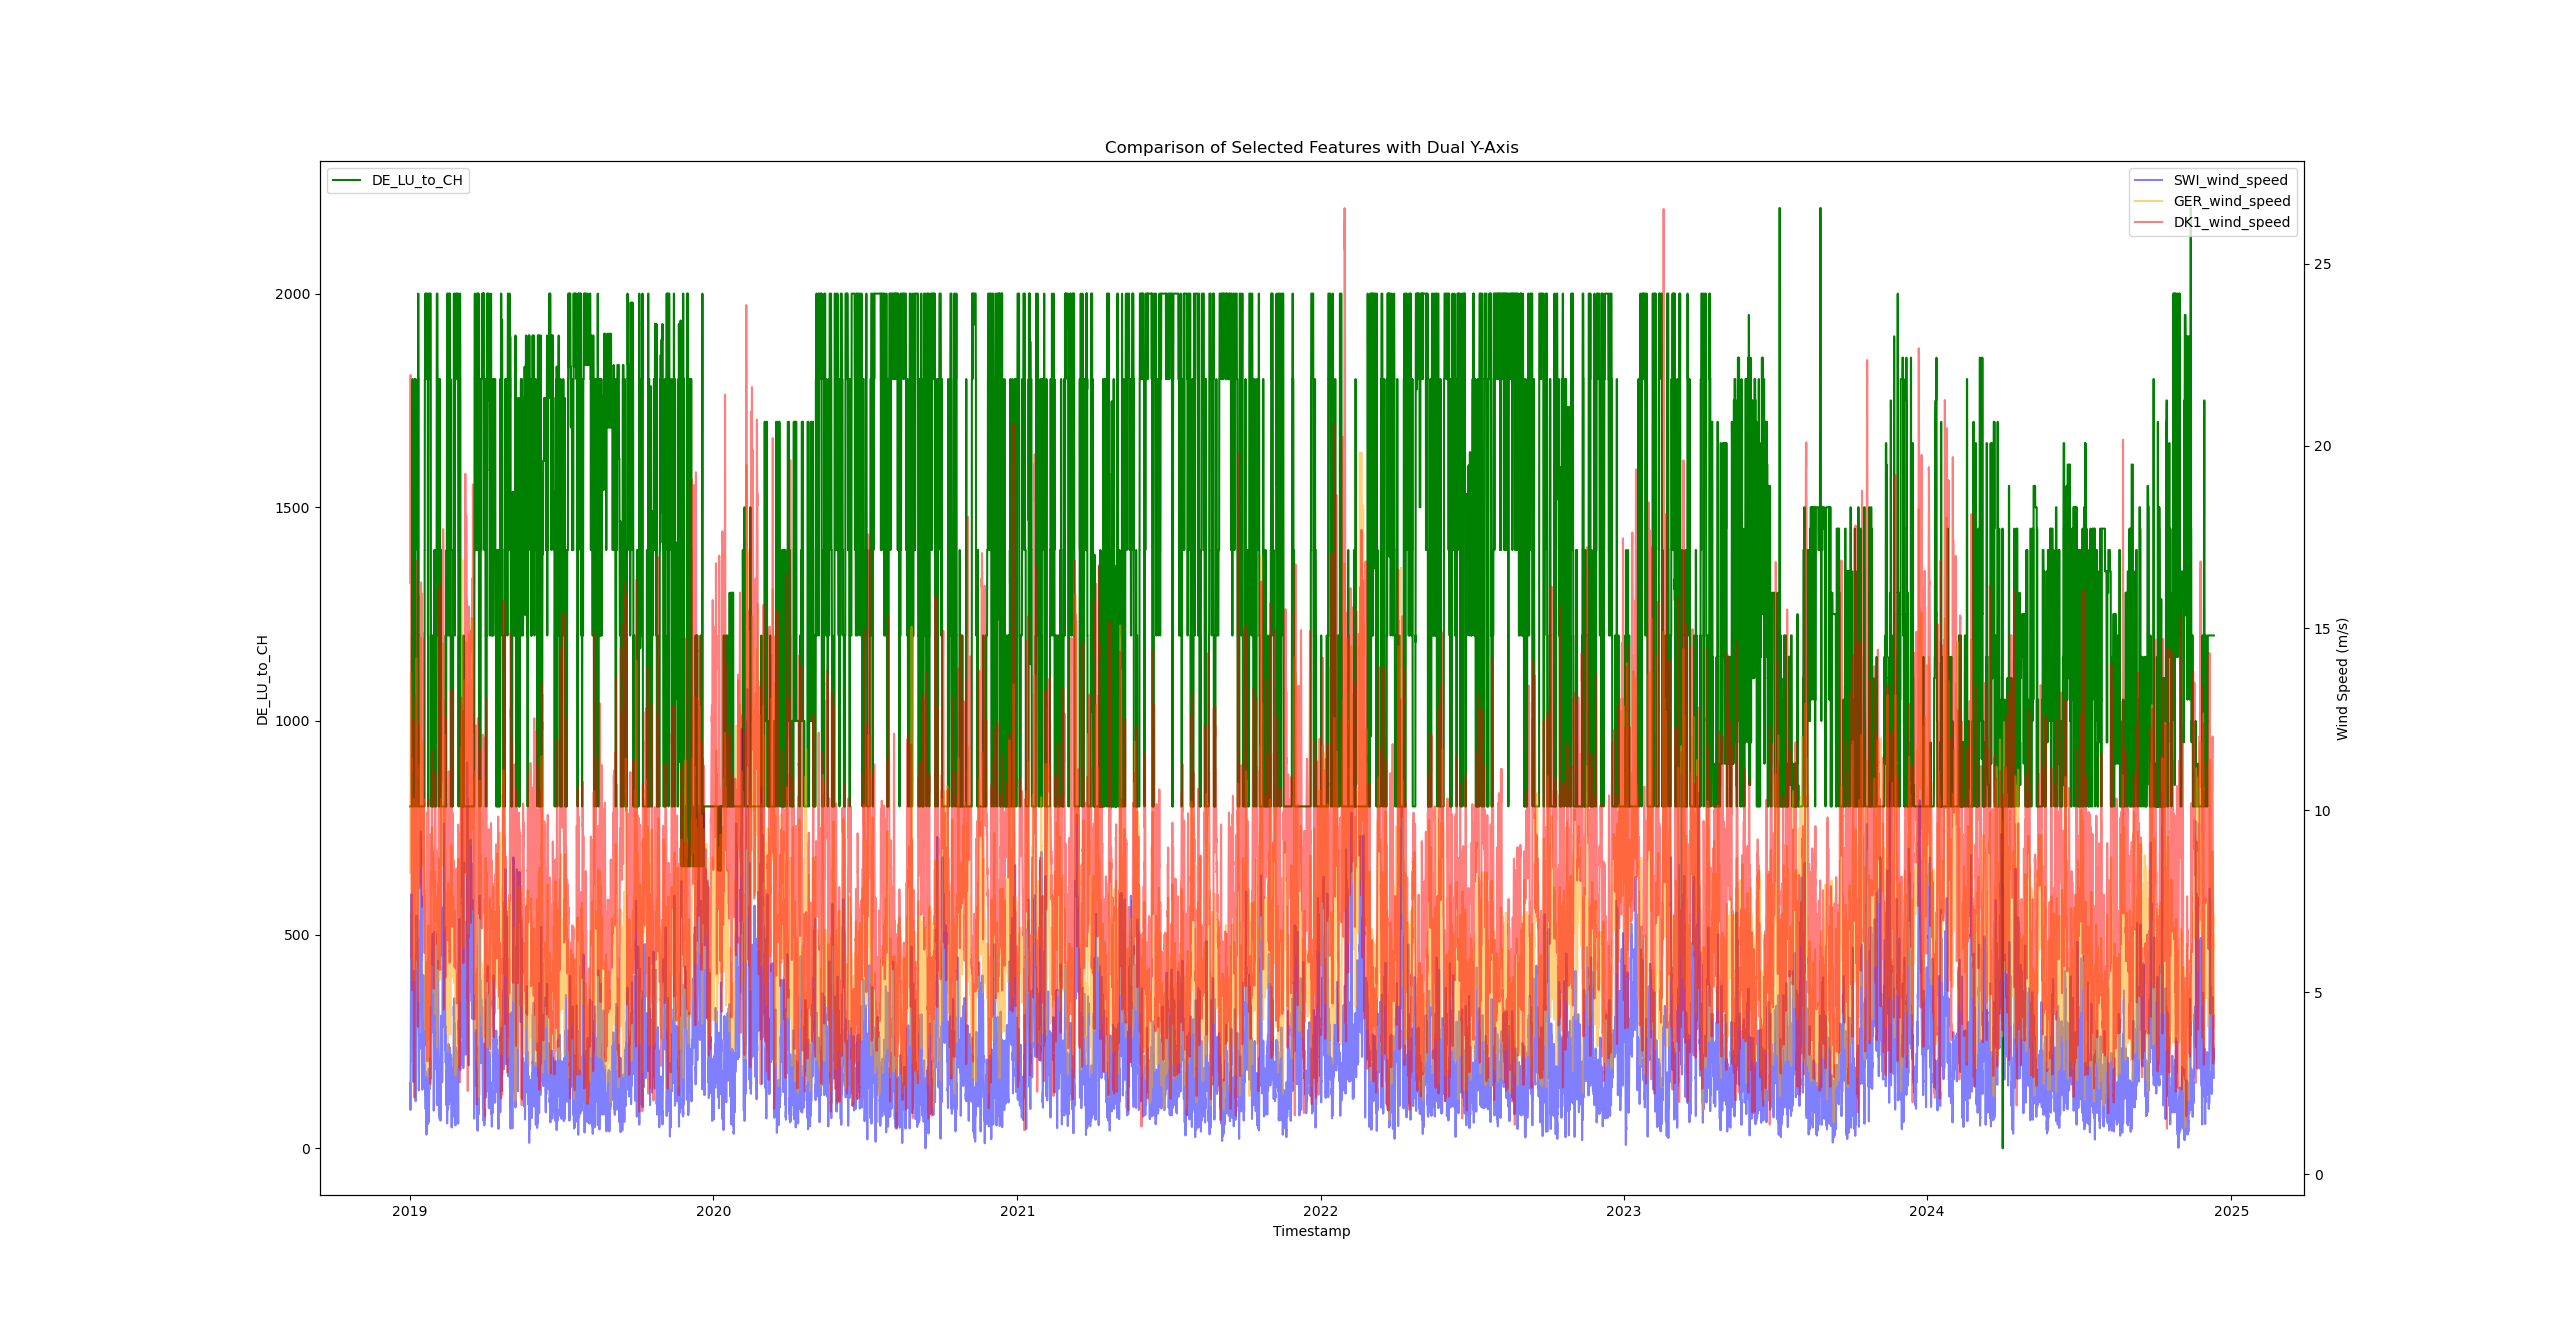 Comparison of Selected Features with Dual Y-Axis
DE_LU_to_CH
SWI_wind_speed
GER_wind_speed
DK1_wind_speed
2000
1500
1000
500
0
DE_LU_to_CH
25
20
15
10
5
0
Wind Speed (m/s)
2019
2020
2021
2022
2023
2024
2025
Timestamp